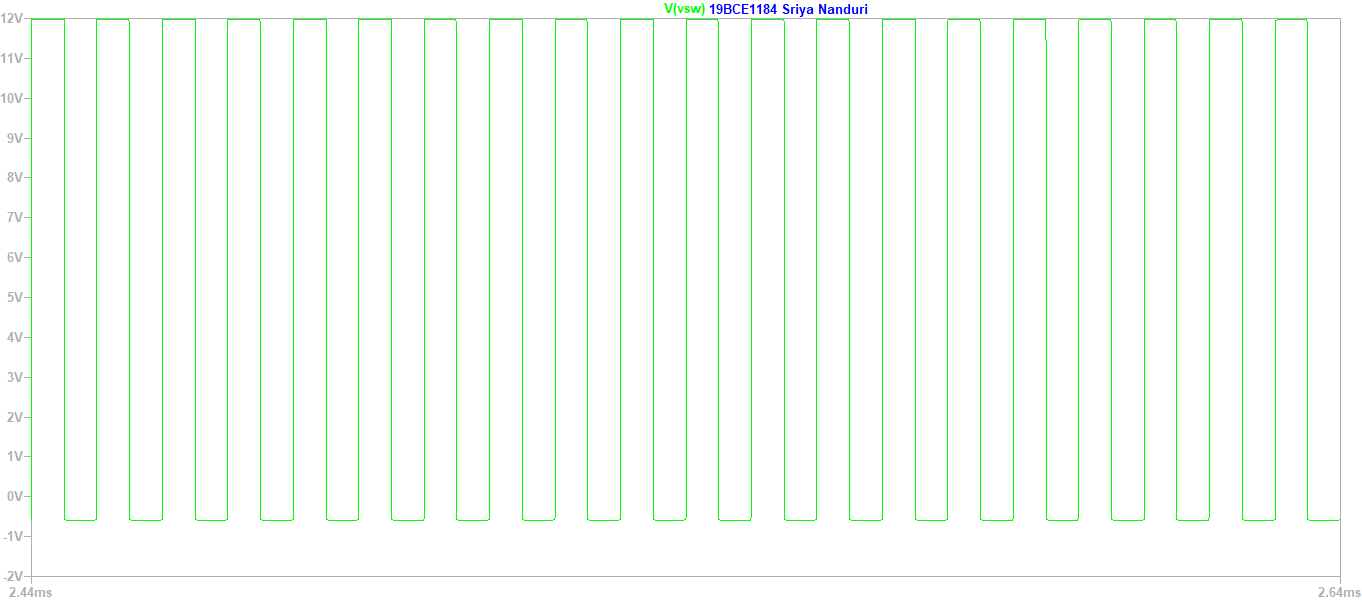 V(vsw) 19BCE1184 Sriya Nanduri
12V
11V
10V
9V
8V
7V
6V
5V
4V
3V
2V
1V
0V
-1V
-2V
2.44ms 2.64ms